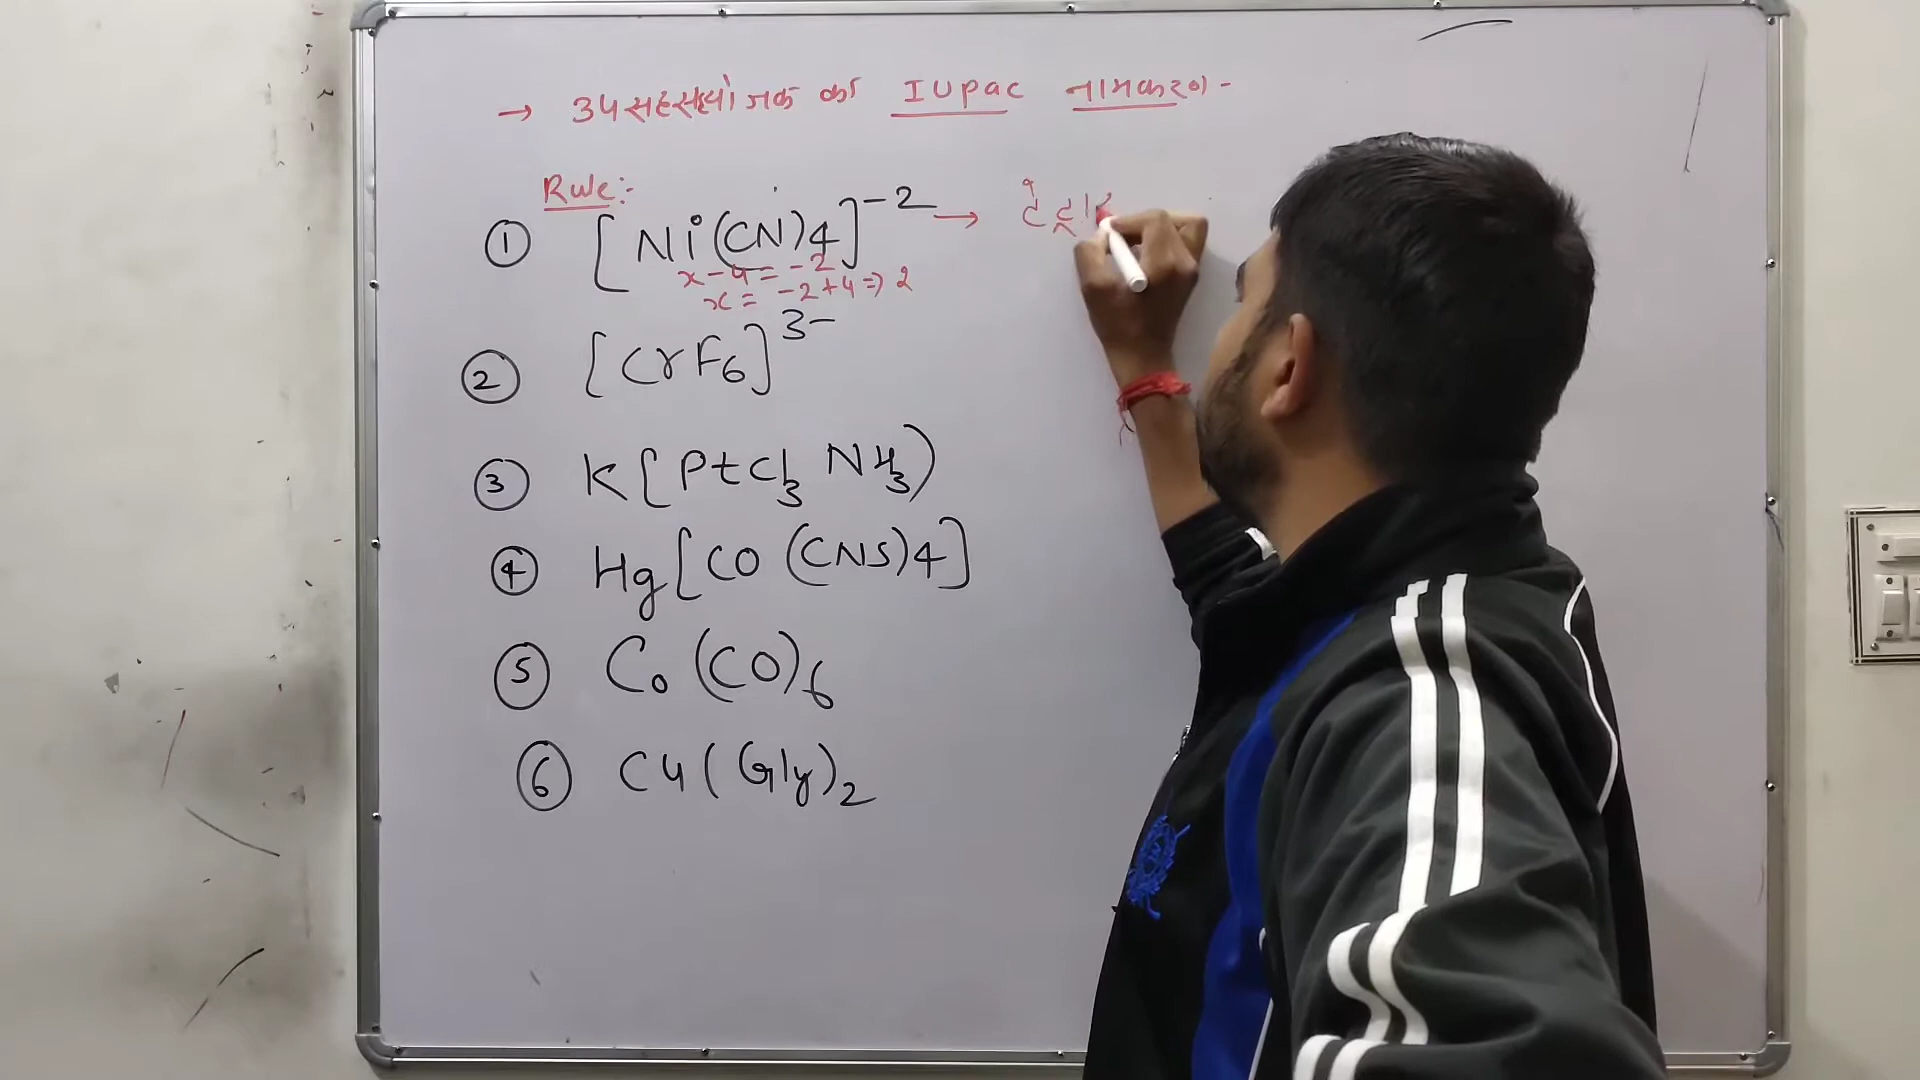 → उपसहसंयोजक का IUPAC नामकरण -
Rule:-
① [Ni(CN)4]⁻² → टेट्रा
x-4=-2
x = -2+4⇒2
② [CrF6]³⁻
③ K[PtCl₃ NH₃)
④ Hg[CO (CNS)4]
⑤ Co(CO)₆
⑥ C4(Gly)₂